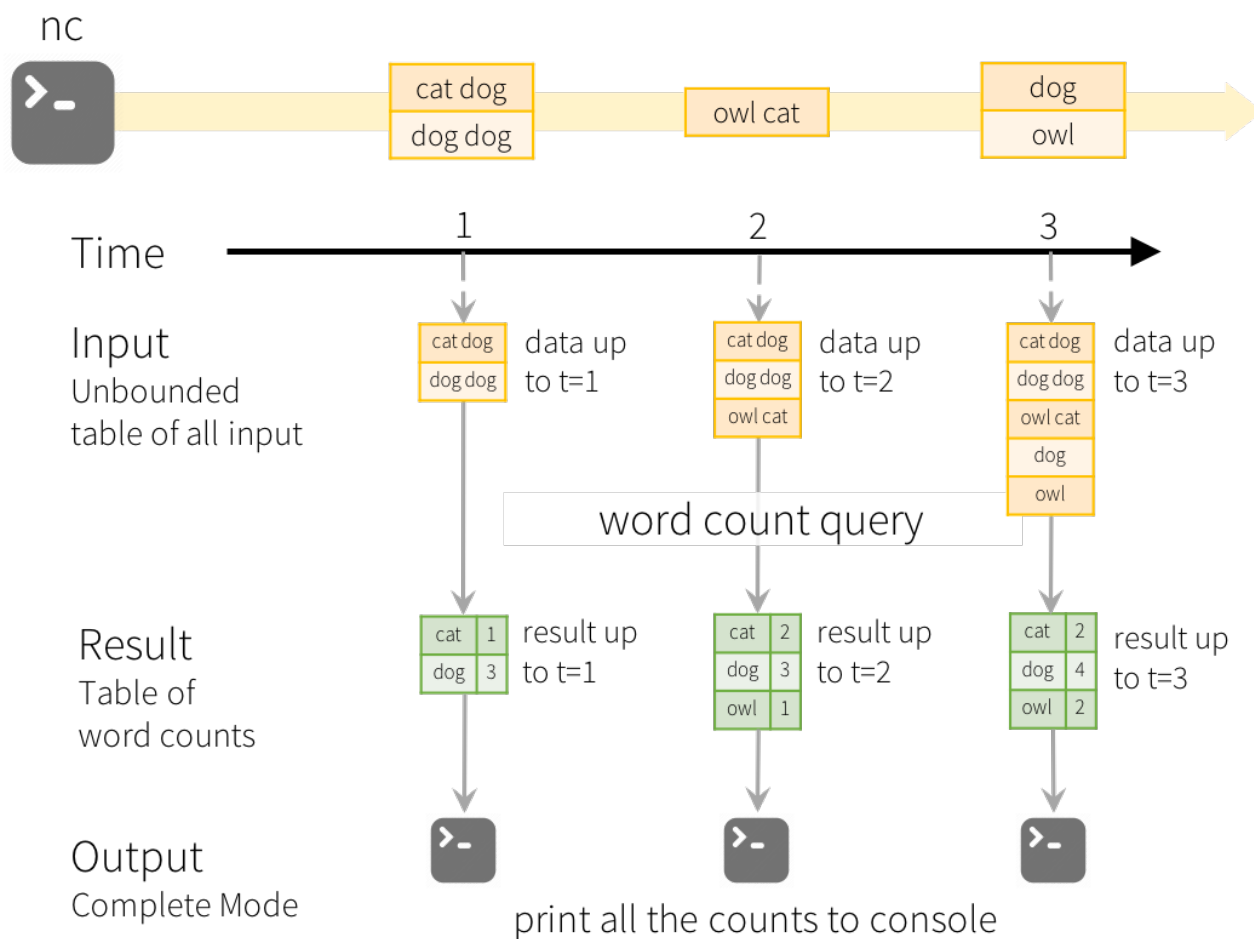 nc
cat dog
dog dog
owl cat
dog
owl
Time
1
2
3
Input
Unbounded
table of all input
cat dog
dog dog
data up
to t=1
cat dog
dog dog
owl cat
data up
to t=2
cat dog
dog dog
owl cat
dog
owl
data up
to t=3
word count query
Result
Table of
word counts
cat 1
dog 3
result up
to t=1
cat 2
dog 3
owl 1
result up
to t=2
cat 2
dog 4
owl 2
result up
to t=3
Output
Complete Mode
print all the counts to console